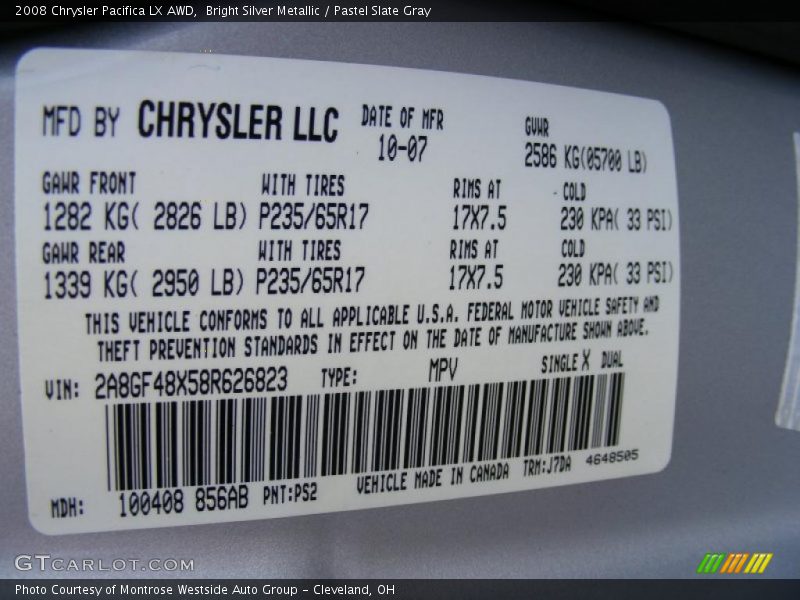 2008 Chrysler Pacifica LX AWD,  Bright Silver Metallic / Pastel Slate Gray
MFD BY CHRYSLER LLC DATE OF MFR GVWR
10-07 2586 KG(05700 LB)
GAWR FRONT WITH TIRES RIMS AT COLD
1282 KG( 2826 LB) P235/65R17 17X7.5 230 KPA( 33 PSI)
GAWR REAR WITH TIRES RIMS AT COLD
1339 KG( 2950 LB) P235/65R17 17X7.5 230 KPA( 33 PSI)
THIS VEHICLE CONFORMS TO ALL APPLICABLE U.S.A. FEDERAL MOTOR VEHICLE SAFETY AND
THEFT PREVENTION STANDARDS IN EFFECT ON THE DATE OF MANUFACTURE SHOWN ABOVE.
VIN: 2A8GF48X58R626823 TYPE: MPV SINGLE X DUAL
MDH: 100408 856AB PNT:PS2 VEHICLE MADE IN CANADA TRM:J7DA 4648505
GTCARLOT.COM
Photo Courtesy of Montrose Westside Auto Group - Cleveland, OH